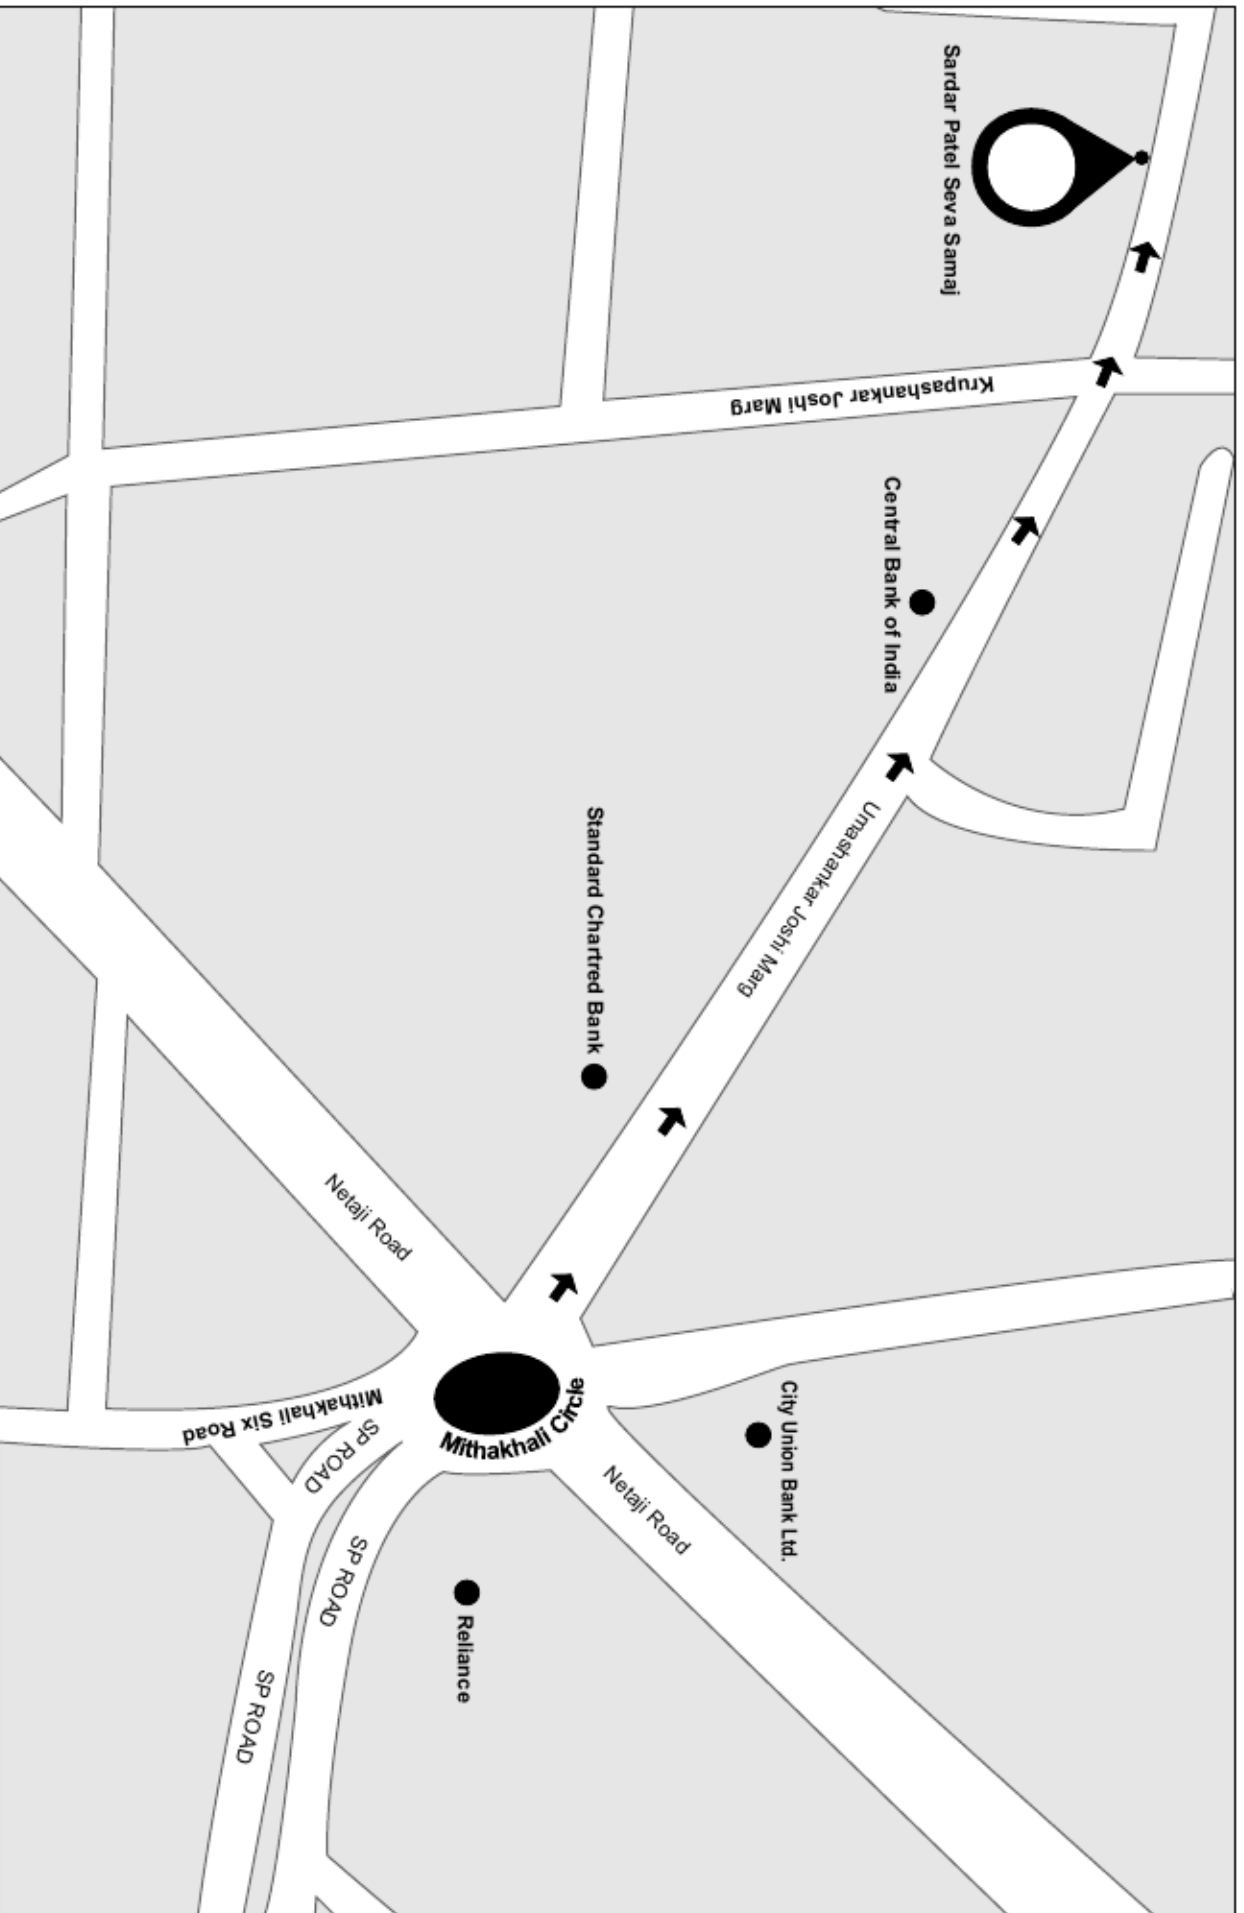 Sardar Patel Seva Samaj
Krupashankar Joshi Marg
Central Bank of India
Umashankar Joshi Marg
Standard Chartred Bank
Netaji Road
Mithakhali Circle
City Union Bank Ltd.
Mithakhali Six Road
SP ROAD
Netaji Road
SP ROAD
Reliance
SP ROAD